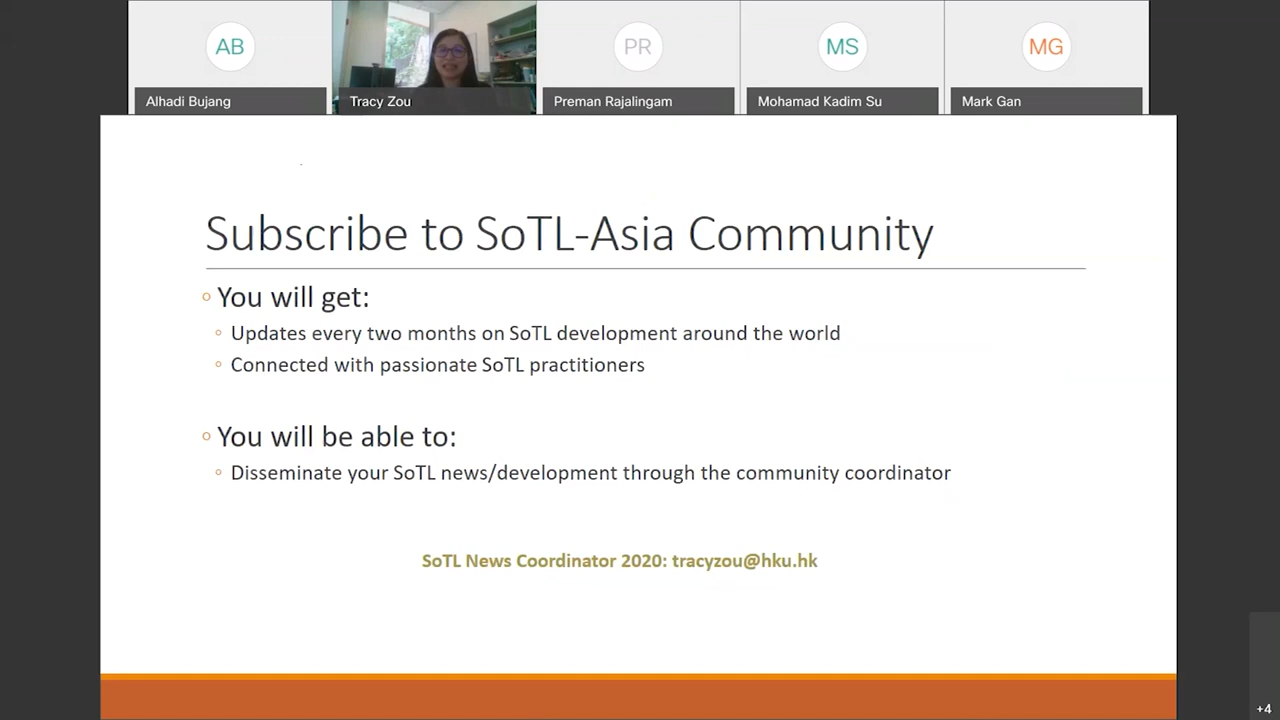 AB
PR
MS
MG
Alhadi Bujang
Tracy Zou
Preman Rajalingam
Mohamad Kadim Su
Mark Gan
Subscribe to SoTL-Asia Community
You will get:
Updates every two months on SoTL development around the world
Connected with passionate SoTL practitioners
You will be able to:
Disseminate your SoTL news/development through the community coordinator
SoTL News Coordinator 2020: tracyzou@hku.hk
+4